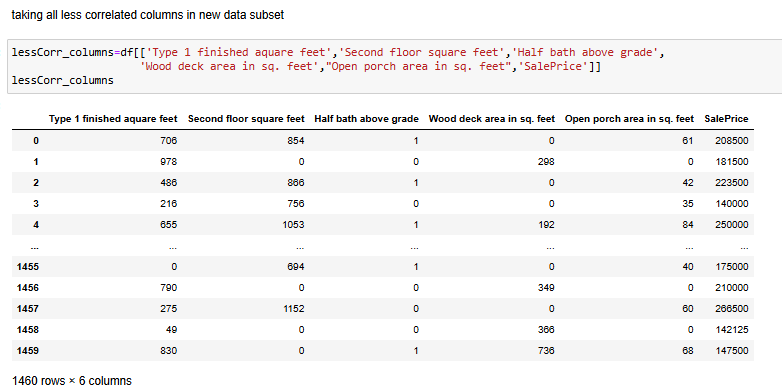 taking all less correlated columns in new data subset
lessCorr_columns=df[['Type 1 finished aquare feet','Second floor square feet','Half bath above grade',
'Wood deck area in sq. feet',"Open porch area in sq. feet",'SalePrice']]
lessCorr_columns
Type 1 finished aquare feet Second floor square feet Half bath above grade Wood deck area in sq. feet Open porch area in sq. feet SalePrice
0 706 854 1 0 61 208500
1 978 0 0 298 0 181500
2 486 866 1 0 42 223500
3 216 756 0 0 35 140000
4 655 1053 1 192 84 250000
... ... ... ... ... ... ...
1455 0 694 1 0 40 175000
1456 790 0 0 349 0 210000
1457 275 1152 0 0 60 266500
1458 49 0 0 366 0 142125
1459 830 0 1 736 68 147500
1460 rows × 6 columns